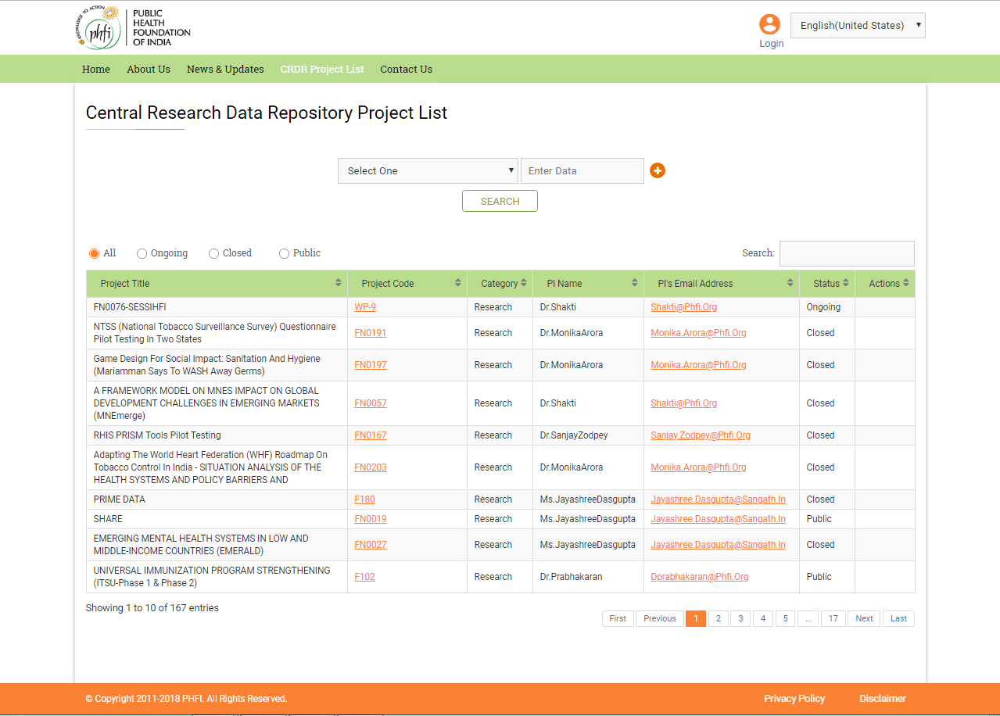 KNOWLEDGE TO ACTION
phfi
PUBLIC
HEALTH
FOUNDATION
OF INDIA
Login
English(United States)
Home About Us News & Updates CRDR Project List Contact Us
Central Research Data Repository Project List
Select One Enter Data
SEARCH
All Ongoing Closed Public Search:
Project Title Project Code Category PI Name PI's Email Address Status Actions
FN0076-SESSIHFI WP-9 Research Dr.Shakti Shakti@Phfi.Org Ongoing
NTSS (National Tobacco Surveillance Survey) Questionnaire
Pilot Testing In Two States FN0191 Research Dr.MonikaArora Monika.Arora@Phfi.Org Closed
Game Design For Social Impact: Sanitation And Hygiene
(Mariamman Says To WASH Away Germs) FN0197 Research Dr.MonikaArora Monika.Arora@Phfi.Org Closed
A FRAMEWORK MODEL ON MNES IMPACT ON GLOBAL
DEVELOPMENT CHALLENGES IN EMERGING MARKETS FN0057 Research Dr.Shakti Shakti@Phfi.Org Closed
(MNEmerge)
RHIS PRISM Tools Pilot Testing FN0167 Research Dr.SanjayZodpey Sanjay.Zodpey@Phfi.Org Closed
Adapting The World Heart Federation (WHF) Roadmap On
Tobacco Control In India - SITUATION ANALYSIS OF THE FN0203 Research Dr.MonikaArora Monika.Arora@Phfi.Org Closed
HEALTH SYSTEMS AND POLICY BARRIERS AND
PRIME DATA F180 Research Ms.JayashreeDasgupta Jayashree.Dasgupta@Sangath.In Closed
SHARE FN0019 Research Ms.JayashreeDasgupta Jayashree.Dasgupta@Sangath.In Public
EMERGING MENTAL HEALTH SYSTEMS IN LOW AND
MIDDLE-INCOME COUNTRIES (EMERALD) FN0027 Research Ms.JayashreeDasgupta Jayashree.Dasgupta@Sangath.In Closed
UNIVERSAL IMMUNIZATION PROGRAM STRENGTHENING
(ITSU-Phase 1 & Phase 2) F102 Research Dr.Prabhakaran Dprabhakaran@Phfi.Org Public
Showing 1 to 10 of 167 entries
First Previous 1 2 3 4 5 ... 17 Next Last
© Copyright 2011-2018 PHFI. All Rights Reserved. Privacy Policy Disclaimer